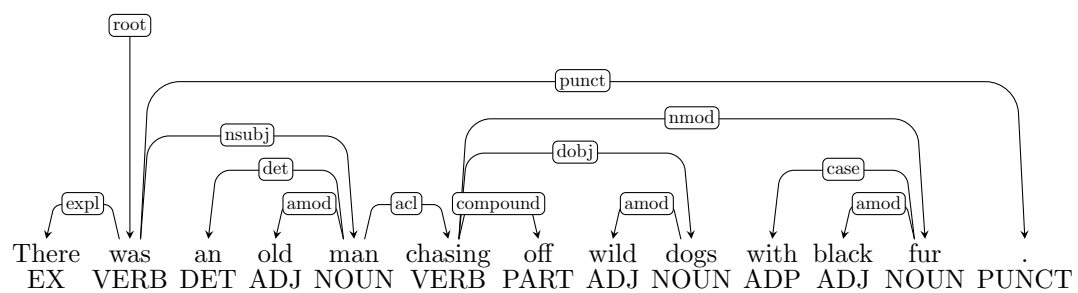 root
punct
nmod
nsubj
dobj
det
case
expl
amod
acl
compound
amod
amod
There was an old man chasing off wild dogs with black fur .
EX VERB DET ADJ NOUN VERB PART ADJ NOUN ADP ADJ NOUN PUNCT